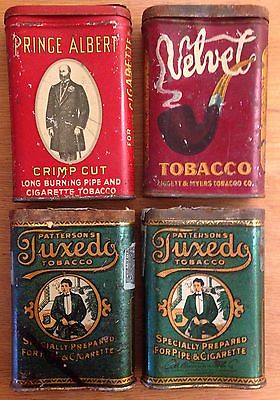 PRINCE ALBERT
CRIMP CUT
LONG BURNING PIPE AND
CIGARETTE TOBACCO
FOR
CIGARETTE
Velvet
TOBACCO
LIGGETT & MYERS TOBACCO CO.
PATTERSON'S
Tuxedo
TOBACCO
SPECIALLY PREPARED
FOR PIPE & CIGARETTE
PATTERSON'S
Tuxedo
TOBACCO
SPECIALLY PREPARED
FOR PIPE & CIGARETTE